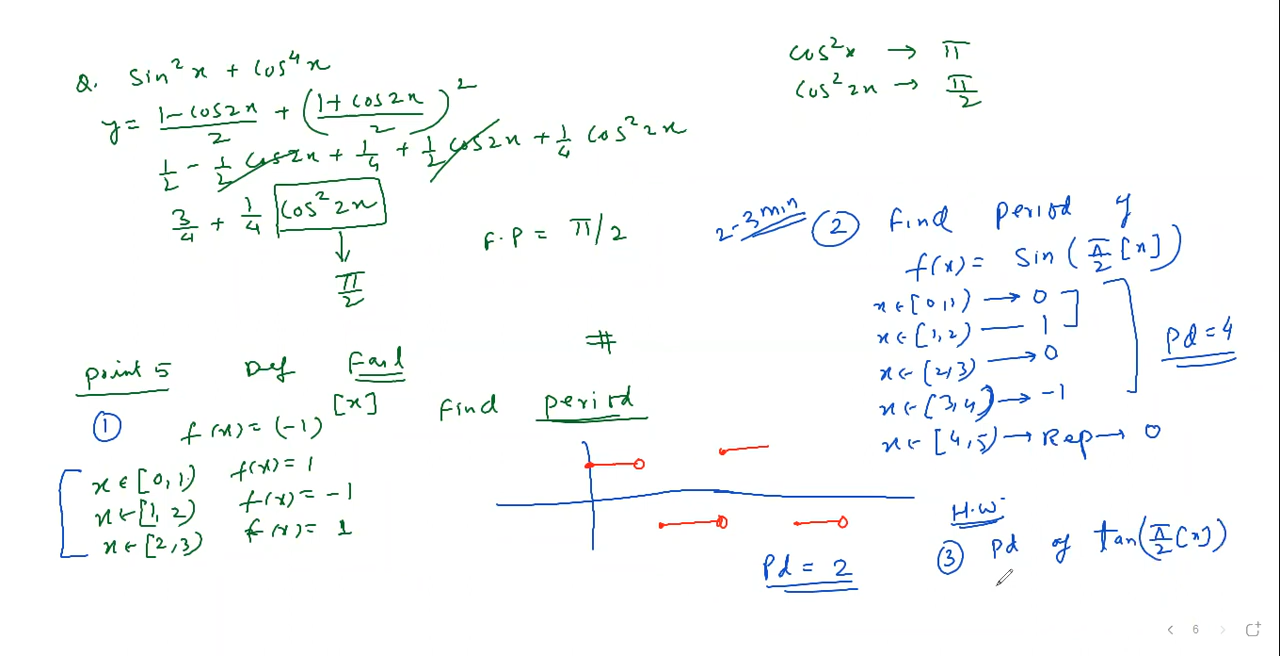 Q. Sin²x + Cos⁴x
y = (1-cos2x)/2 + ((1+cos2x)/2)²
1/2 - 1/2 cos2x + 1/4 + 1/2 cos2x + 1/4 cos²2x
3/4 + 1/4 cos²2x
↓
π/2
F.P = π/2
cos²x → π
cos²2x → π/2
Point 5 Def Fail
① f(x) = (-1)^[x] Find period
x ∈ [0,1) f(x) = 1
x ∈ [1,2) f(x) = -1
x ∈ [2,3) f(x) = 1
#
Pd = 2
2-3min ② Find Period of
f(x) = Sin(π/2 [x])
x ∈ [0,1) → 0
x ∈ [1,2) — 1
x ∈ [2,3) → 0
x ∈ [3,4) → -1
x ∈ [4,5) → Rep → 0
Pd = 4
H.W
③ Pd of tan(π/2 [x])
6